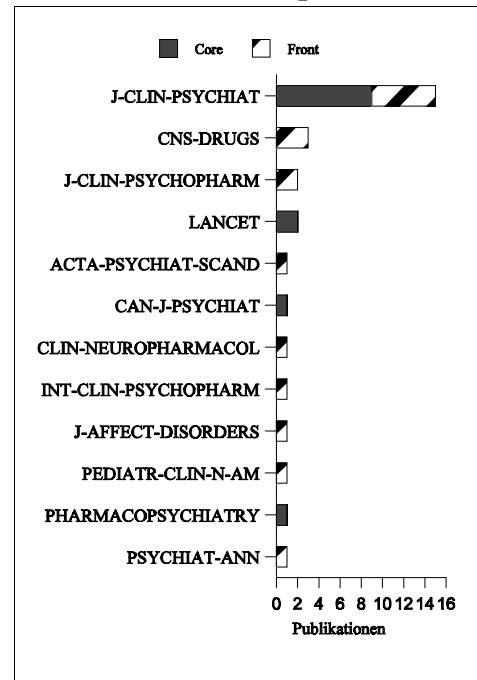 Core Front
J-CLIN-PSYCHIAT
CNS-DRUGS
J-CLIN-PSYCHOPHARM
LANCET
ACTA-PSYCHIAT-SCAND
CAN-J-PSYCHIAT
CLIN-NEUROPHARMACOL
INT-CLIN-PSYCHOPHARM
J-AFFECT-DISORDERS
PEDIATR-CLIN-N-AM
PHARMACOPSYCHIATRY
PSYCHIAT-ANN
0 2 4 6 8 10 12 14 16
Publikationen